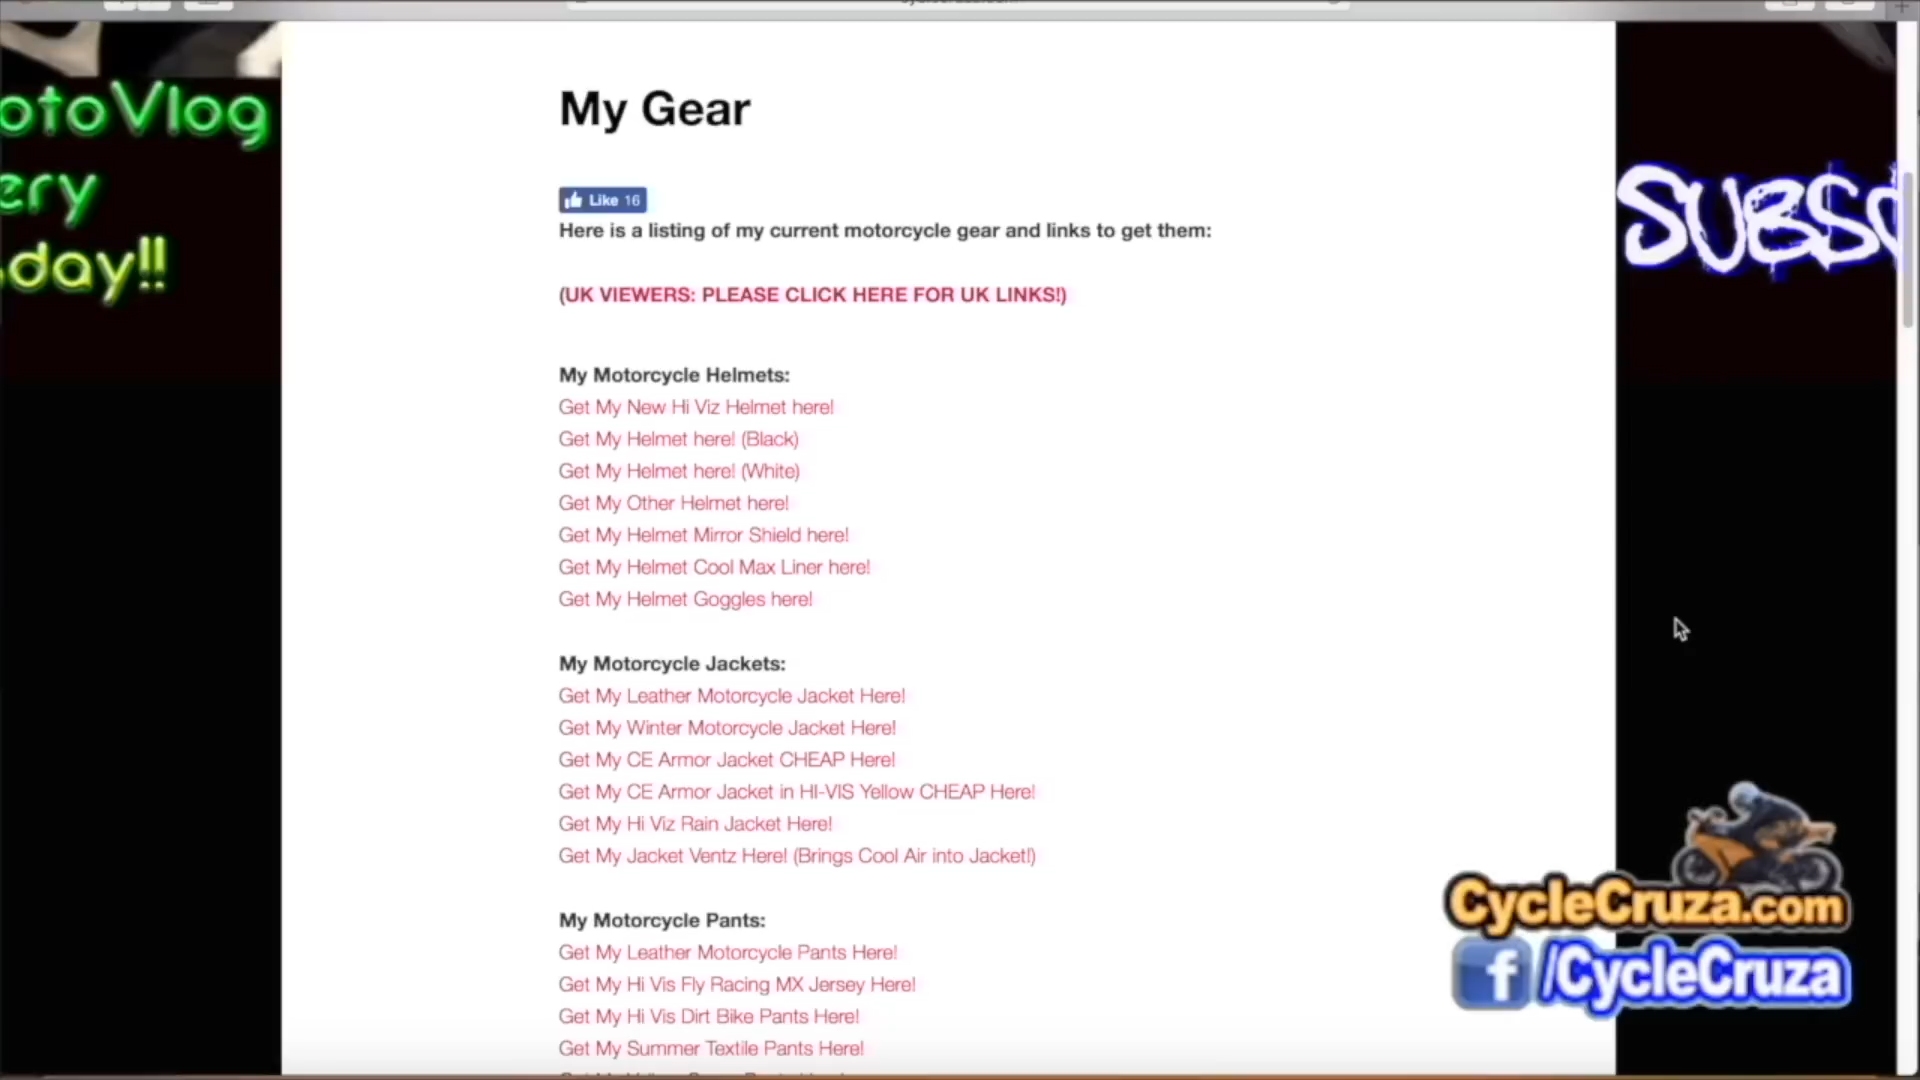 My Gear
Like 16
Here is a listing of my current motorcycle gear and links to get them:
(UK VIEWERS: PLEASE CLICK HERE FOR UK LINKS!)
My Motorcycle Helmets:
Get My New Hi Viz Helmet here!
Get My Helmet here! (Black)
Get My Helmet here! (White)
Get My Other Helmet here!
Get My Helmet Mirror Shield here!
Get My Helmet Cool Max Liner here!
Get My Helmet Goggles here!
My Motorcycle Jackets:
Get My Leather Motorcycle Jacket Here!
Get My Winter Motorcycle Jacket Here!
Get My CE Armor Jacket CHEAP Here!
Get My CE Armor Jacket in HI-VIS Yellow CHEAP Here!
Get My Hi Viz Rain Jacket Here!
Get My Jacket Ventz Here! (Brings Cool Air into Jacket!)
My Motorcycle Pants:
Get My Leather Motorcycle Pants Here!
Get My Hi Vis Fly Racing MX Jersey Here!
Get My Hi Vis Dirt Bike Pants Here!
Get My Summer Textile Pants Here!
otoVlog
ery
day!!
SUBSC
CycleCruza.com
f/CycleCruza